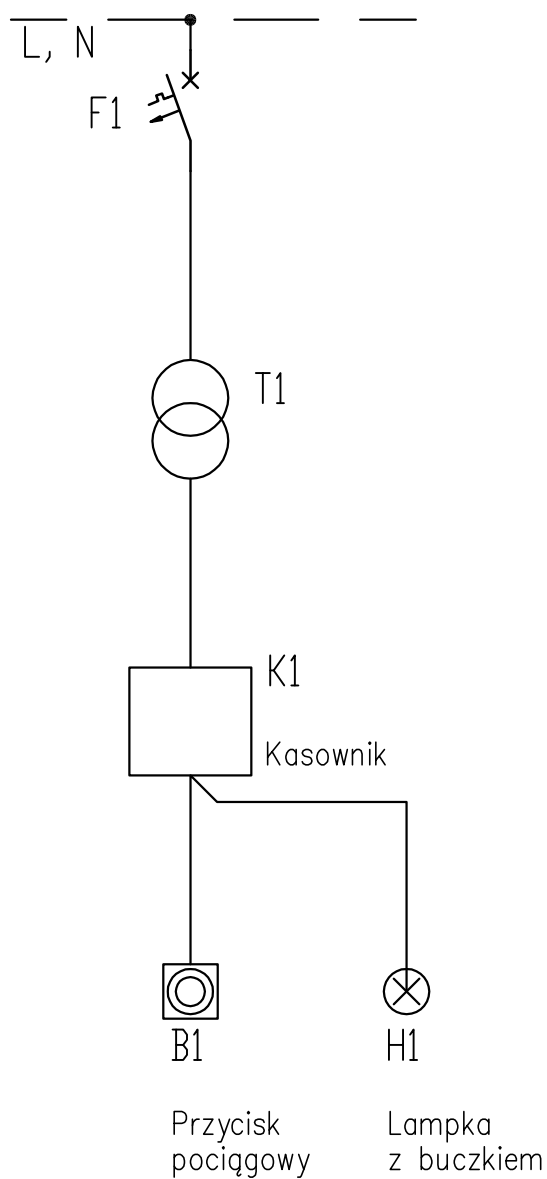 L, N
F1
T1
K1
Kasownik
B1
H1
Przycisk
pociągowy
Lampka
z buczkiem